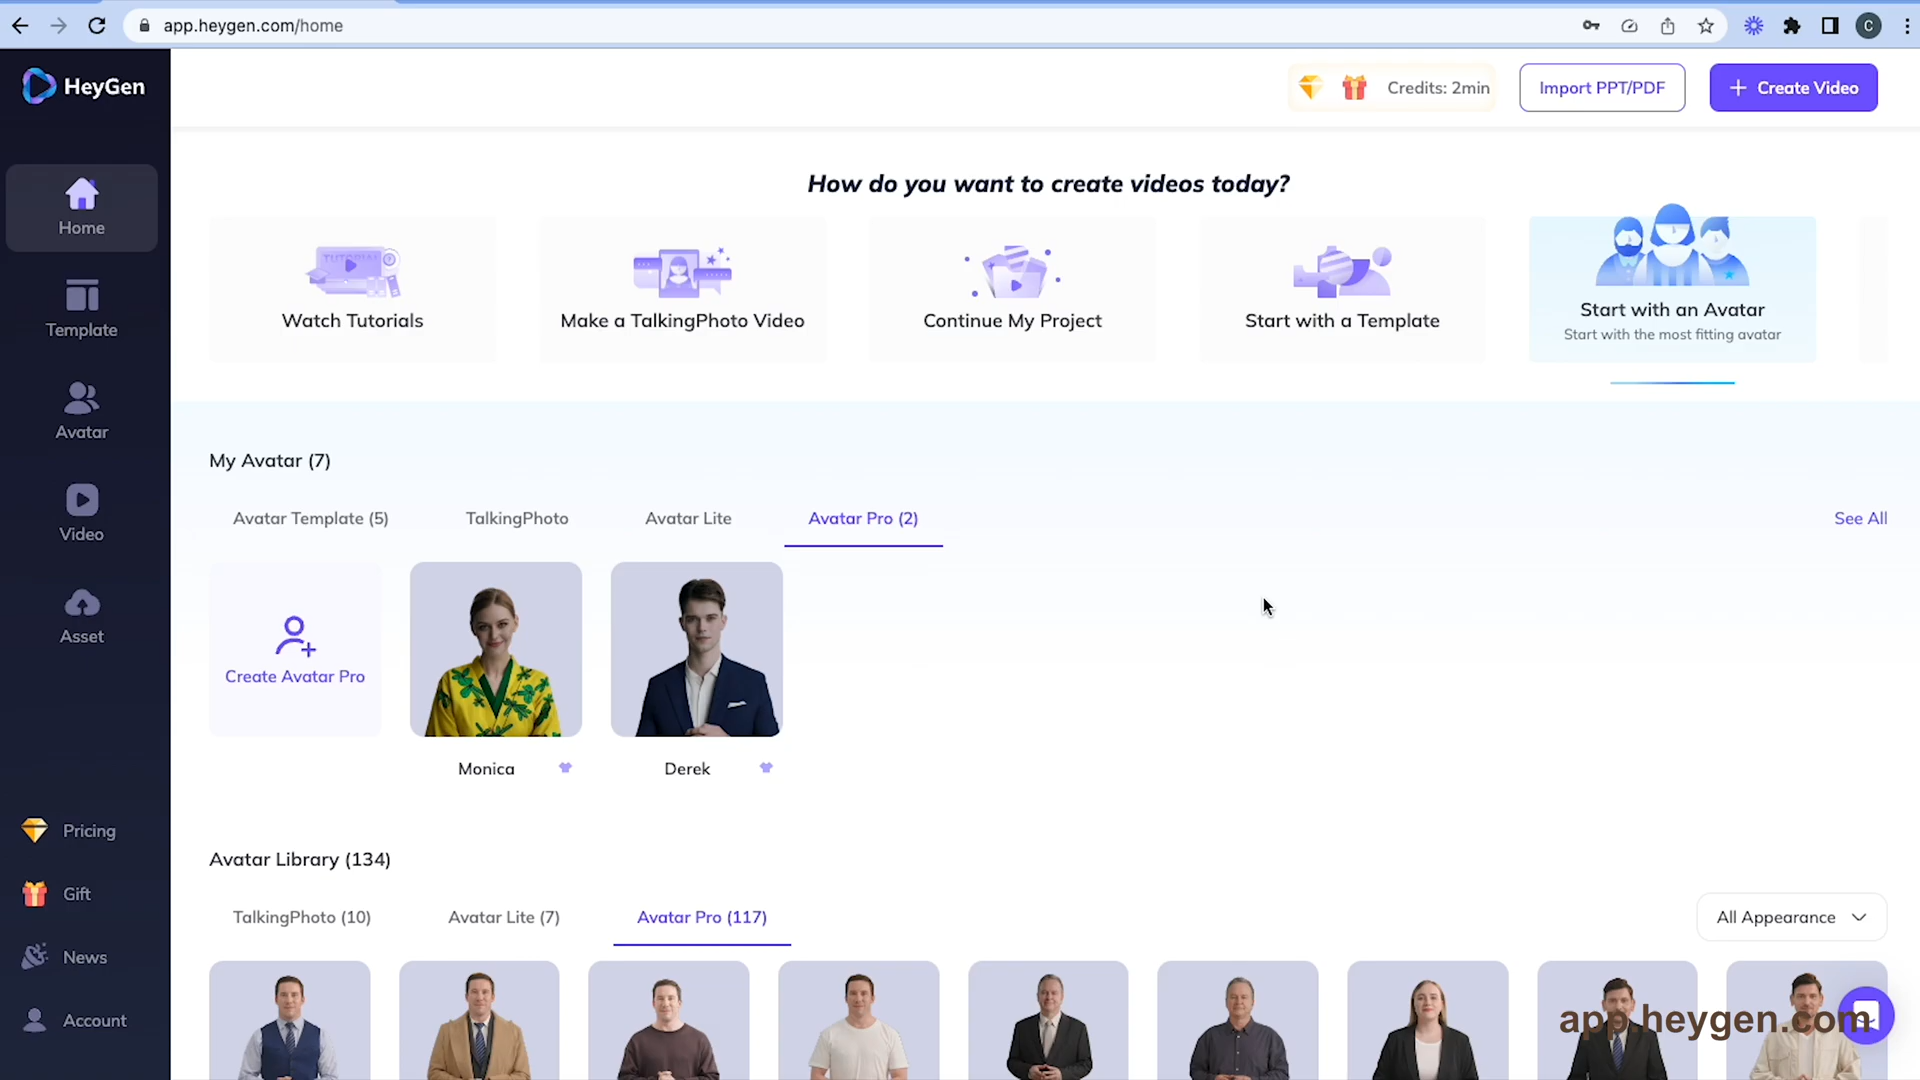 app.heygen.com/home
C
HeyGen
Credits: 2min
Import PPT/PDF
+ Create Video
Home
Template
Avatar
Video
Asset
Pricing
Gift
News
Account
How do you want to create videos today?
TUTORIAL
Watch Tutorials
Make a TalkingPhoto Video
Continue My Project
Start with a Template
Start with an Avatar
Start with the most fitting avatar
My Avatar (7)
Avatar Template (5)
TalkingPhoto
Avatar Lite
Avatar Pro (2)
See All
Create Avatar Pro
Monica
Derek
Avatar Library (134)
TalkingPhoto (10)
Avatar Lite (7)
Avatar Pro (117)
All Appearance
app.heygen.com